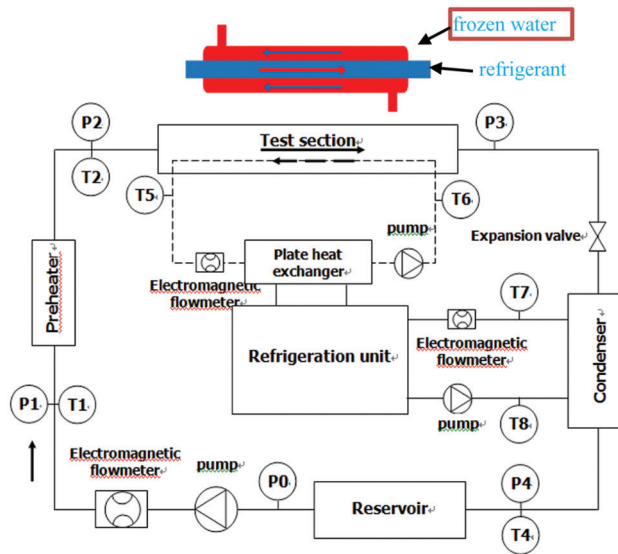 frozen water
refrigerant
P2
P3
Test section
T2
T5
T6
pump
Expansion valve
Plate heat
exchanger
Electromagnetic
flowmeter
Preheater
T7
Electromagnetic
flowmeter
Refrigeration unit
Condenser
P1
T1
pump
T8
Electromagnetic
flowmeter
pump
P0
Reservoir
P4
T4